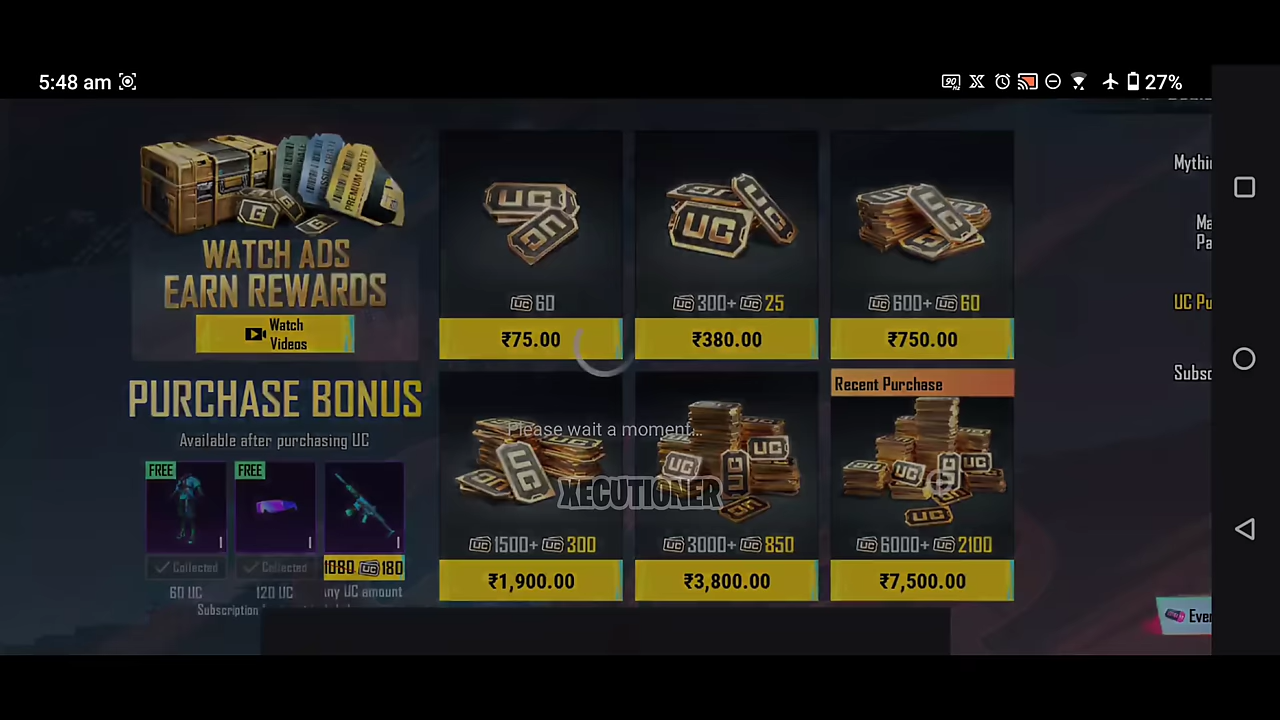 5:48 am
27%
WATCH ADS
EARN REWARDS
Watch
Videos
PURCHASE BONUS
Available after purchasing UC
FREE
FREE
Collected
Collected
1080 UC 180
60 UC
120 UC
Any UC amount
Subscription
UC 60
₹75.00
UC 300+ UC 25
₹380.00
UC 600+ UC 60
₹750.00
Recent Purchase
Please wait a moment...
XECUTIONER
UC 1500+ UC 300
₹1,900.00
UC 3000+ UC 850
₹3,800.00
UC 6000+ UC 2100
₹7,500.00
Mythi
Ma
Pa
UC Pu
Subsc
Eve